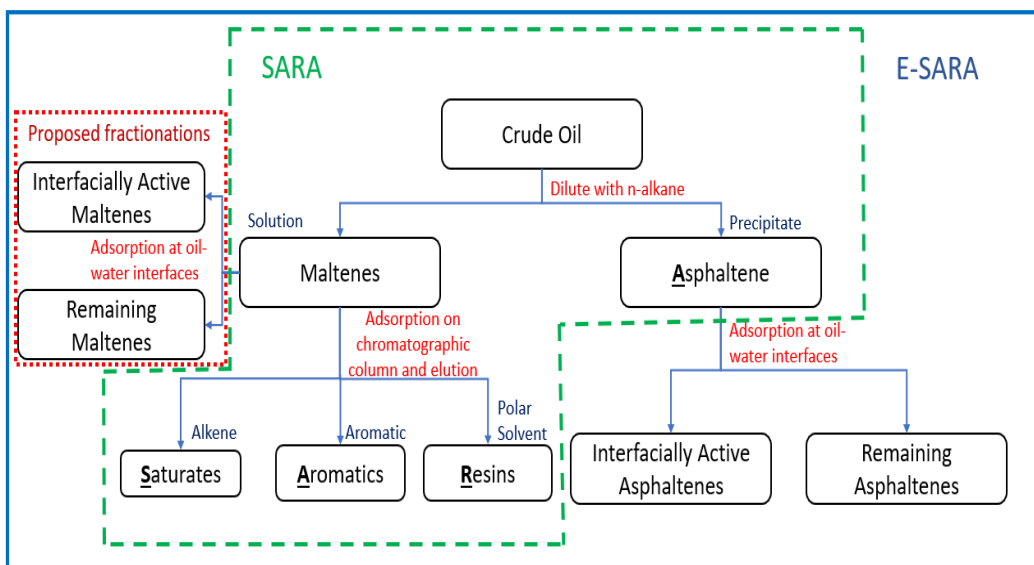 SARA
E-SARA
Crude Oil
Proposed fractionations
Interfacially Active
Maltenes
Dilute with n-alkane
Solution
Precipitate
Adsorption at oil-
water interfaces
Maltenes
Asphaltene
Remaining
Maltenes
Adsorption on
chromatographic
column and elution
Adsorption at oil-
water interfaces
Alkene
Aromatic
Polar
Solvent
Saturates
Aromatics
Resins
Interfacially Active
Asphaltenes
Remaining
Asphaltenes